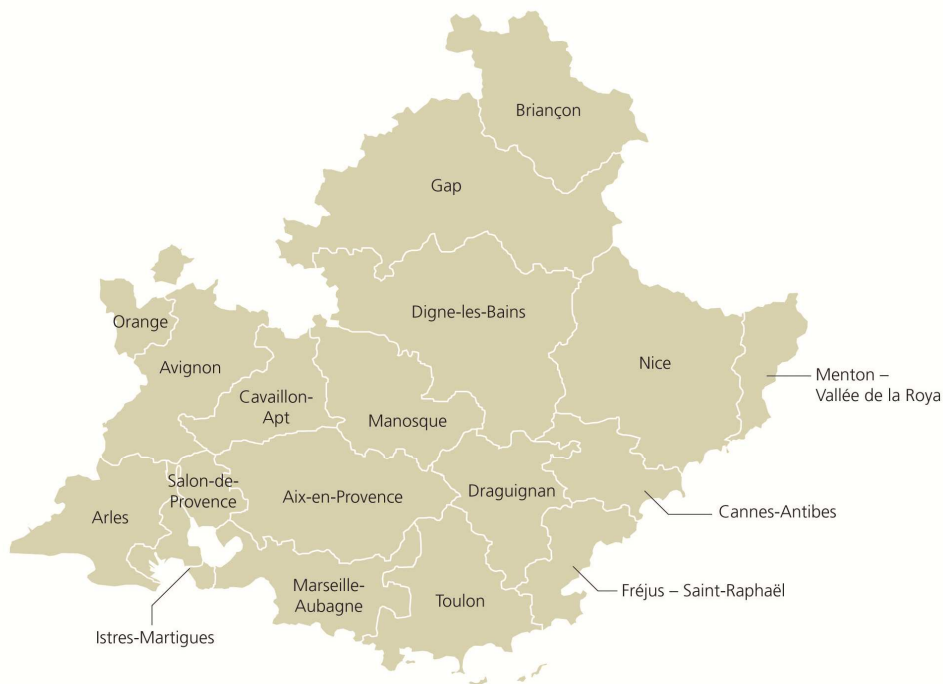 Briançon
Gap
Digne-les-Bains
Orange
Avignon
Nice
Menton –
Vallée de la Roya
Cavaillon-
Apt
Manosque
Salon-de-
Provence
Aix-en-Provence
Draguignan
Arles
Cannes-Antibes
Marseille-
Aubagne
Toulon
Fréjus – Saint-Raphaël
Istres-Martigues